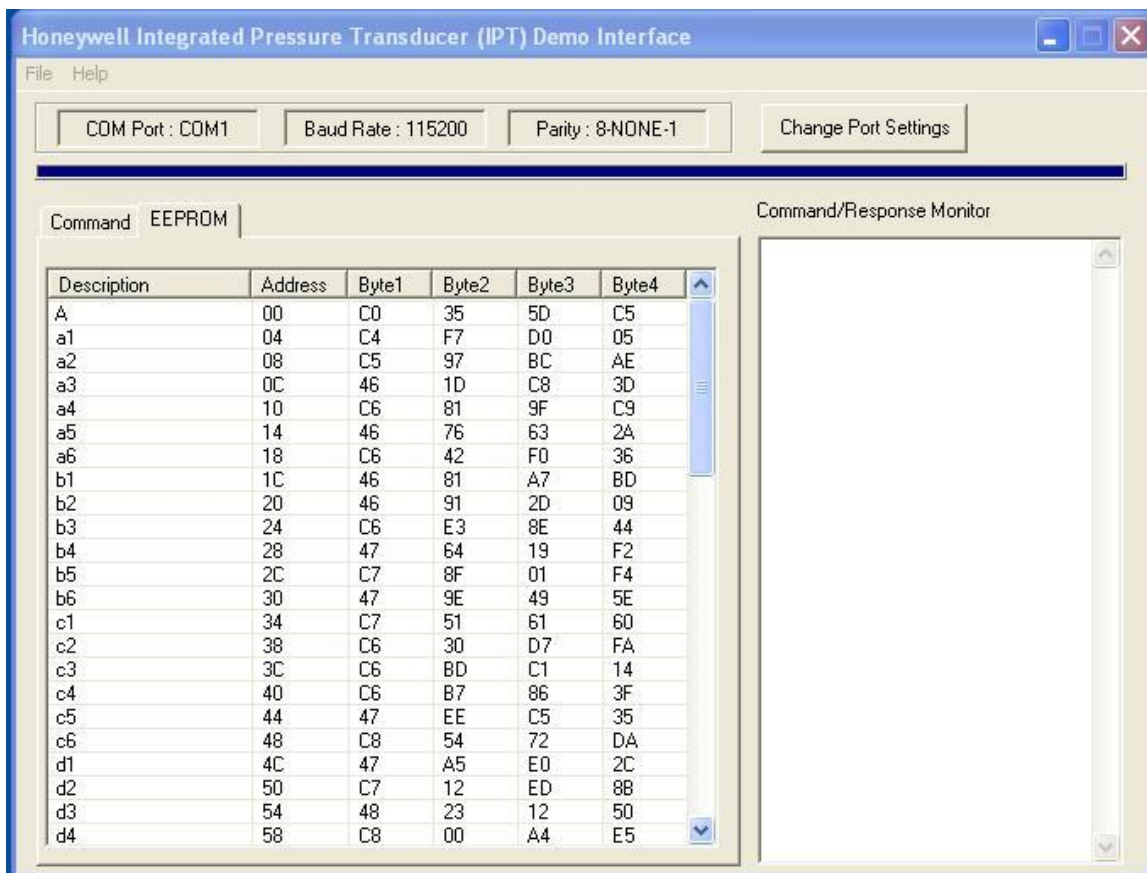 Honeywell Integrated Pressure Transducer (IPT) Demo Interface
File Help
COM Port : COM1 Baud Rate : 115200 Parity : 8-NONE-1 Change Port Settings
Command EEPROM Command/Response Monitor
Description Address Byte1 Byte2 Byte3 Byte4
A 00 C0 35 5D C5
a1 04 C4 F7 D0 05
a2 08 C5 97 BC AE
a3 0C 46 1D C8 3D
a4 10 C6 81 9F C9
a5 14 46 76 63 2A
a6 18 C6 42 F0 36
b1 1C 46 81 A7 BD
b2 20 46 91 2D 09
b3 24 C6 E3 8E 44
b4 28 47 64 19 F2
b5 2C C7 8F 01 F4
b6 30 47 9E 49 5E
c1 34 C7 51 61 60
c2 38 C6 30 D7 FA
c3 3C C6 BD C1 14
c4 40 C6 B7 86 3F
c5 44 47 EE C5 35
c6 48 C8 54 72 DA
d1 4C 47 A5 E0 2C
d2 50 C7 12 ED 8B
d3 54 48 23 12 50
d4 58 C8 00 A4 E5